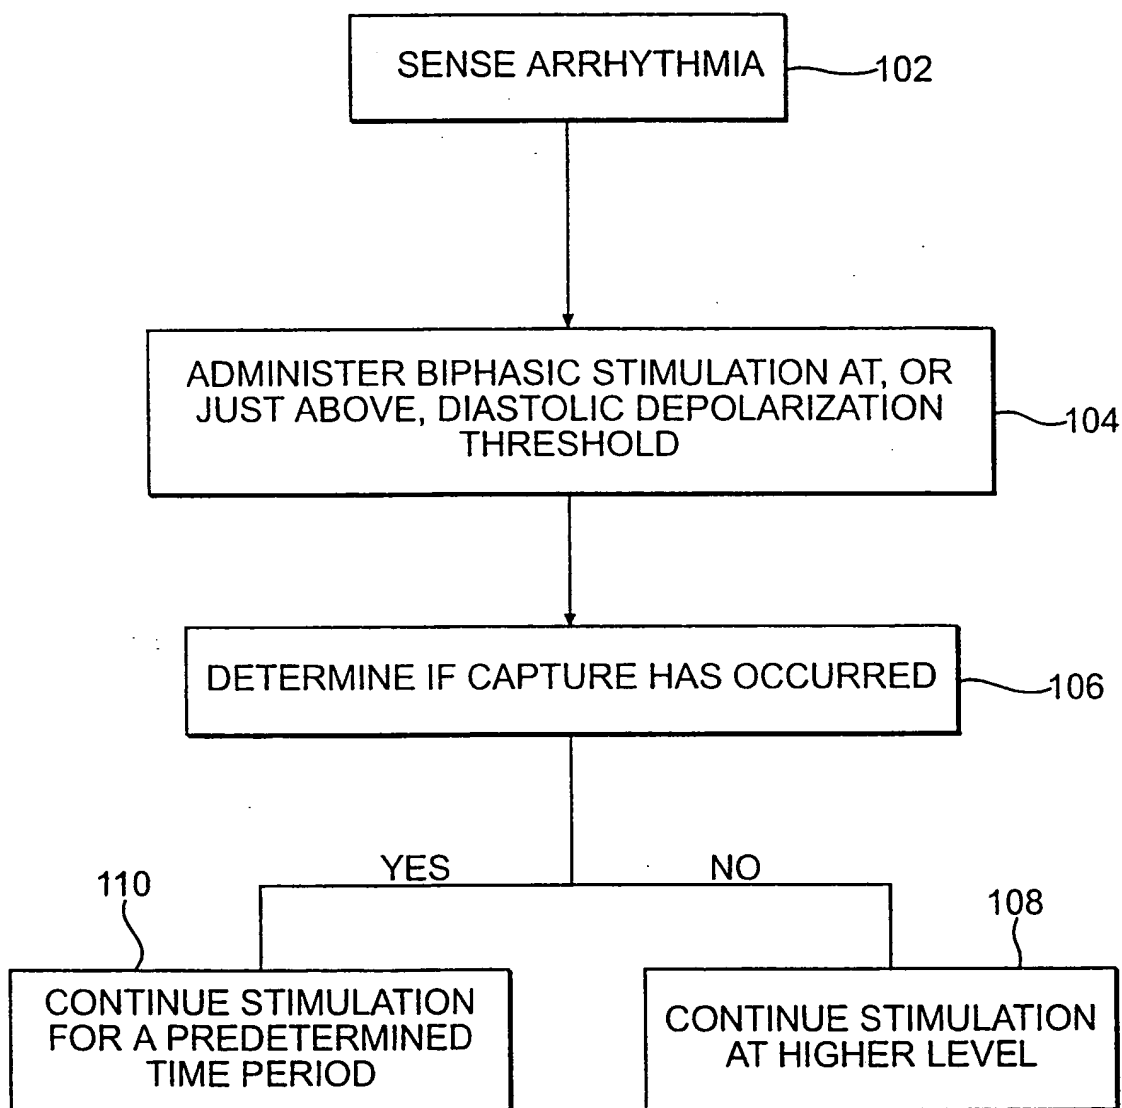 SENSE ARRHYTHMIA
102
ADMINISTER BIPHASIC STIMULATION AT, OR
JUST ABOVE, DIASTOLIC DEPOLARIZATION
THRESHOLD
104
DETERMINE IF CAPTURE HAS OCCURRED
106
YES
NO
110
108
CONTINUE STIMULATION
FOR A PREDETERMINED
TIME PERIOD
CONTINUE STIMULATION
AT HIGHER LEVEL